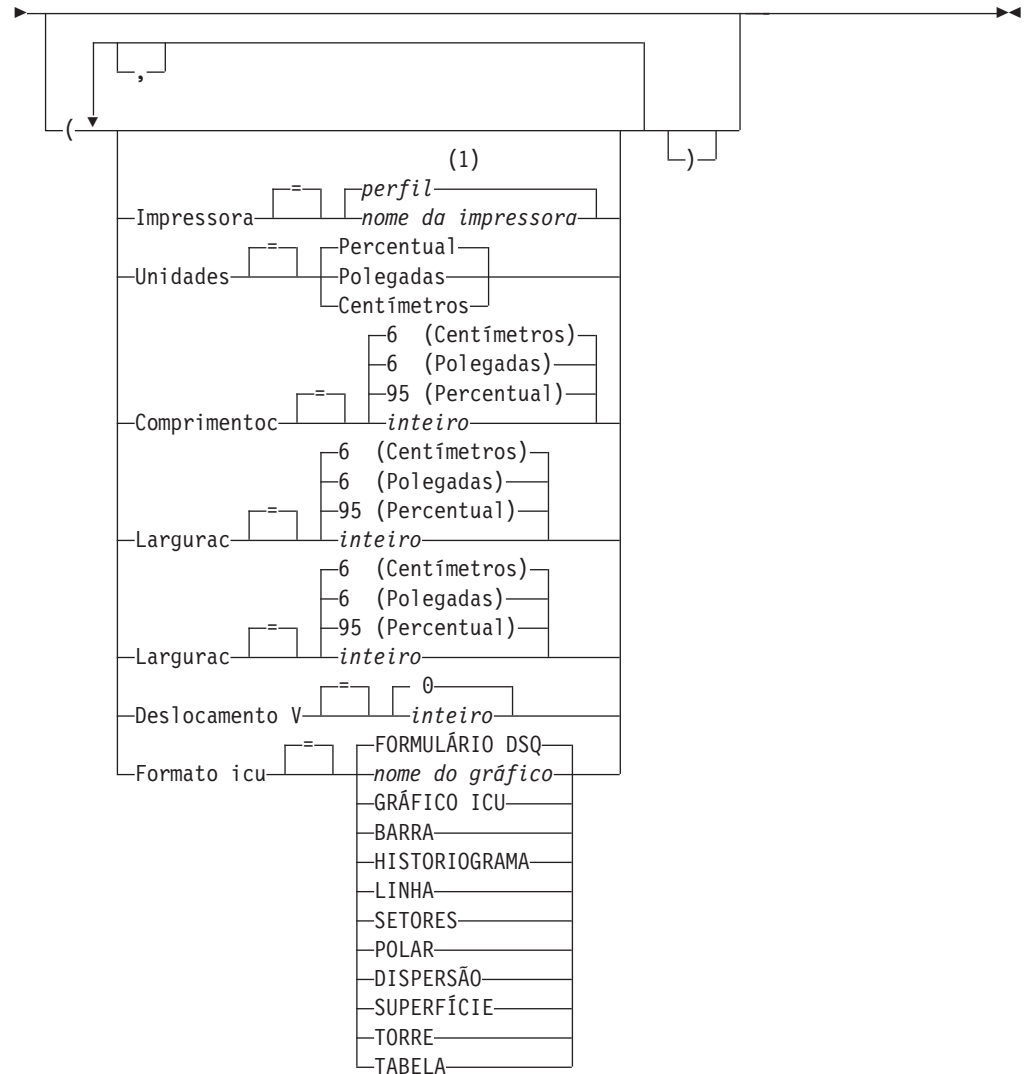 ,
(
)
(1)
= perfil
Impressora nome da impressora
= Percentual
Unidades Polegadas
Centímetros
6 (Centímetros)
6 (Polegadas)
= 95 (Percentual)
Comprimentoc inteiro
6 (Centímetros)
6 (Polegadas)
= 95 (Percentual)
Largurac inteiro
6 (Centímetros)
6 (Polegadas)
= 95 (Percentual)
Largurac inteiro
= 0
Deslocamento V inteiro
= FORMULÁRIO DSQ
Formato icu nome do gráfico
GRÁFICO ICU
BARRA
HISTORIOGRAMA
LINHA
SETORES
POLAR
DISPERSÃO
SUPERFÍCIE
TORRE
TABELA